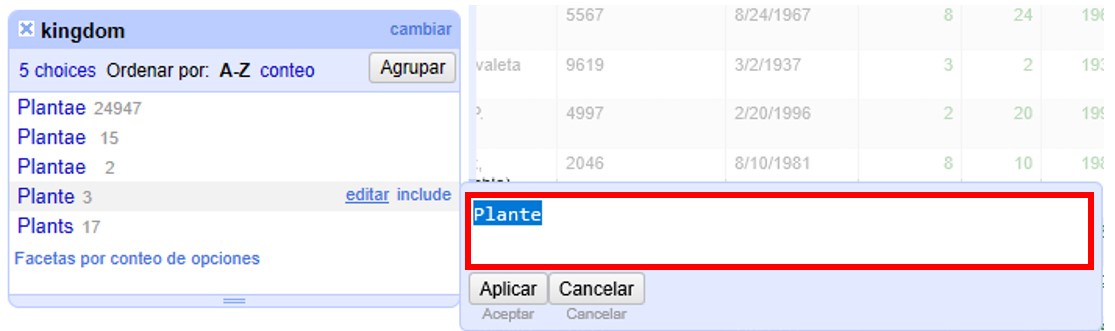 kingdom cambiar
5 choices Ordenar por: A-Z conteo Agrupar
Plantae 24947
Plantae 15
Plantae 2
Plante 3 editar include
Plants 17
Facetas por conteo de opciones
5567 8/24/1967 8 24 196
valeta 9619 3/2/1937 3 2 193
P. 4997 2/20/1996 2 20 199
2046 8/10/1981 8 10 198
Plante
Aplicar Cancelar
Aceptar Cancelar